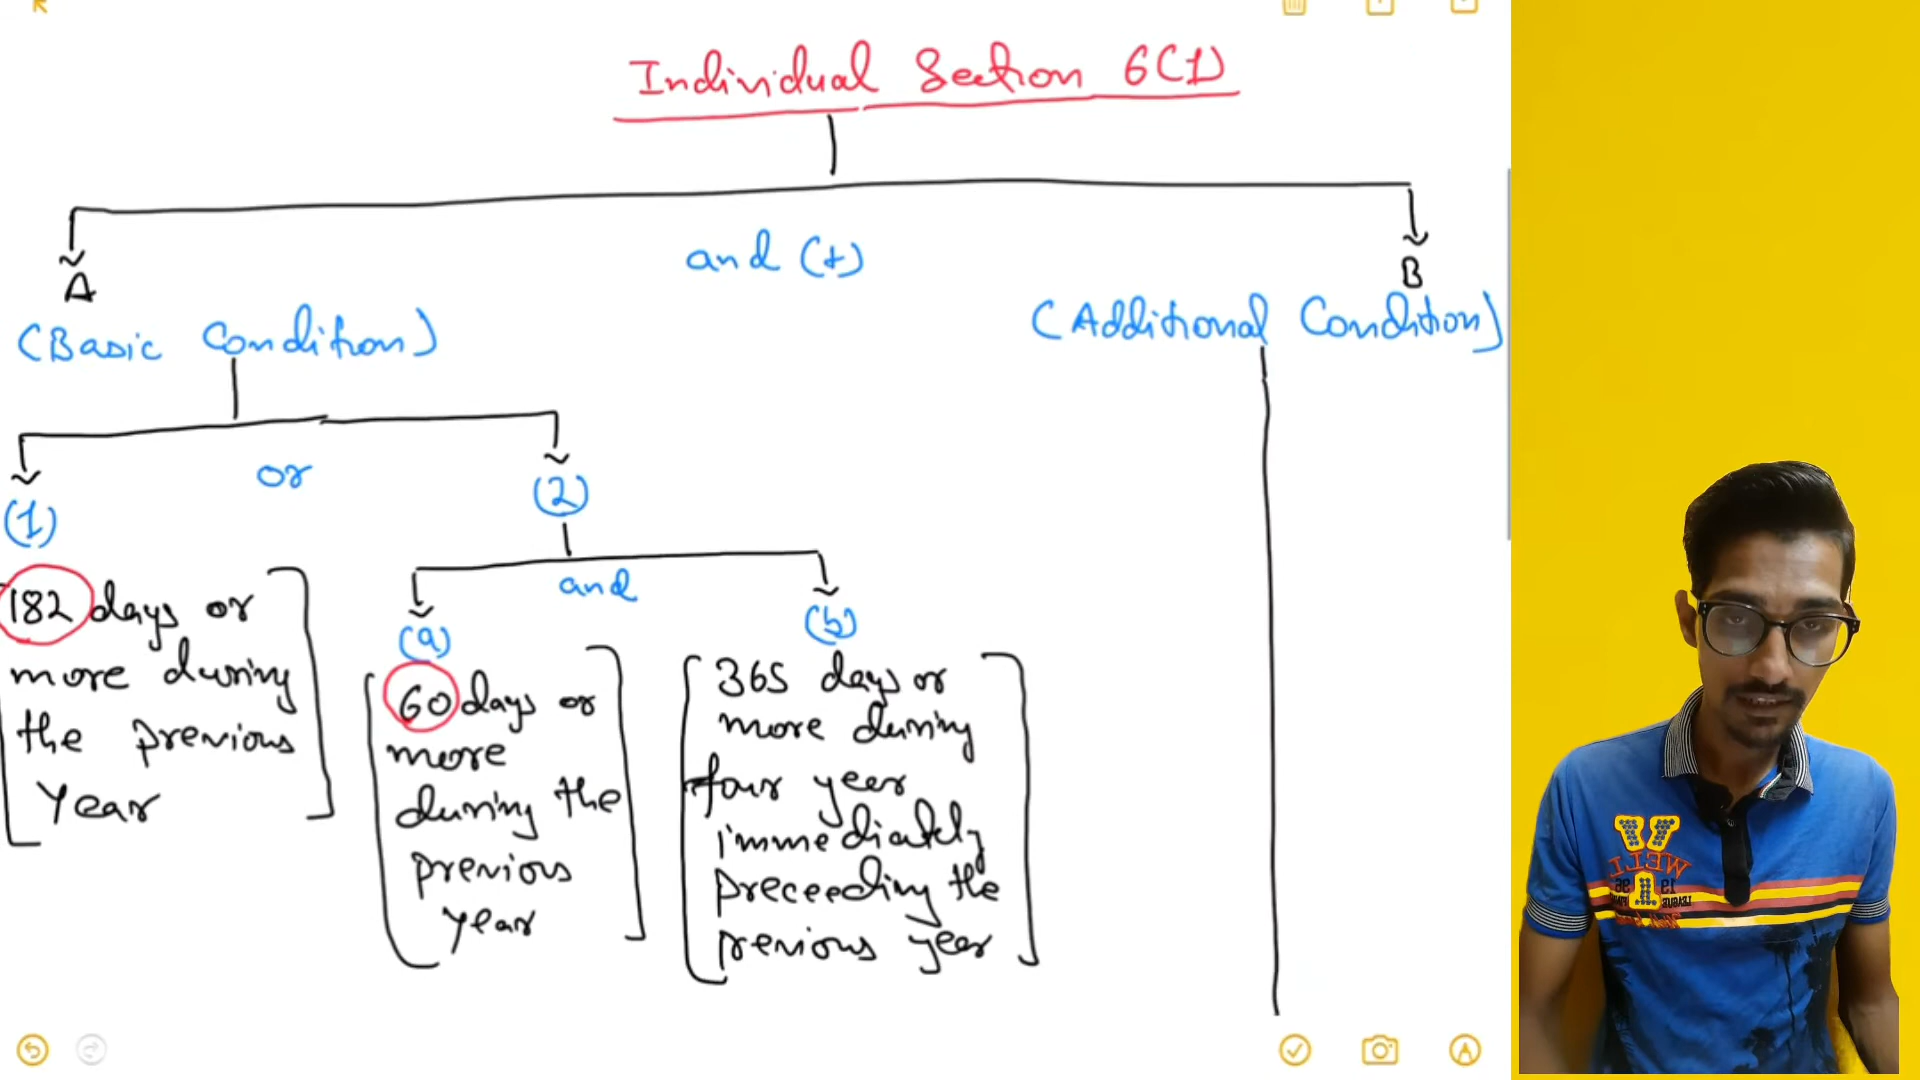 Individual Section 6(1)
and (+)
A
B
(Basic Condition)
(Additional Condition)
or
(1)
(2)
182 days or
more during
the previous
Year
and
(a)
(b)
60 days or
more
during the
previous
year
365 days or
more during
four year
immediately
preceeding the
previous year
WELL